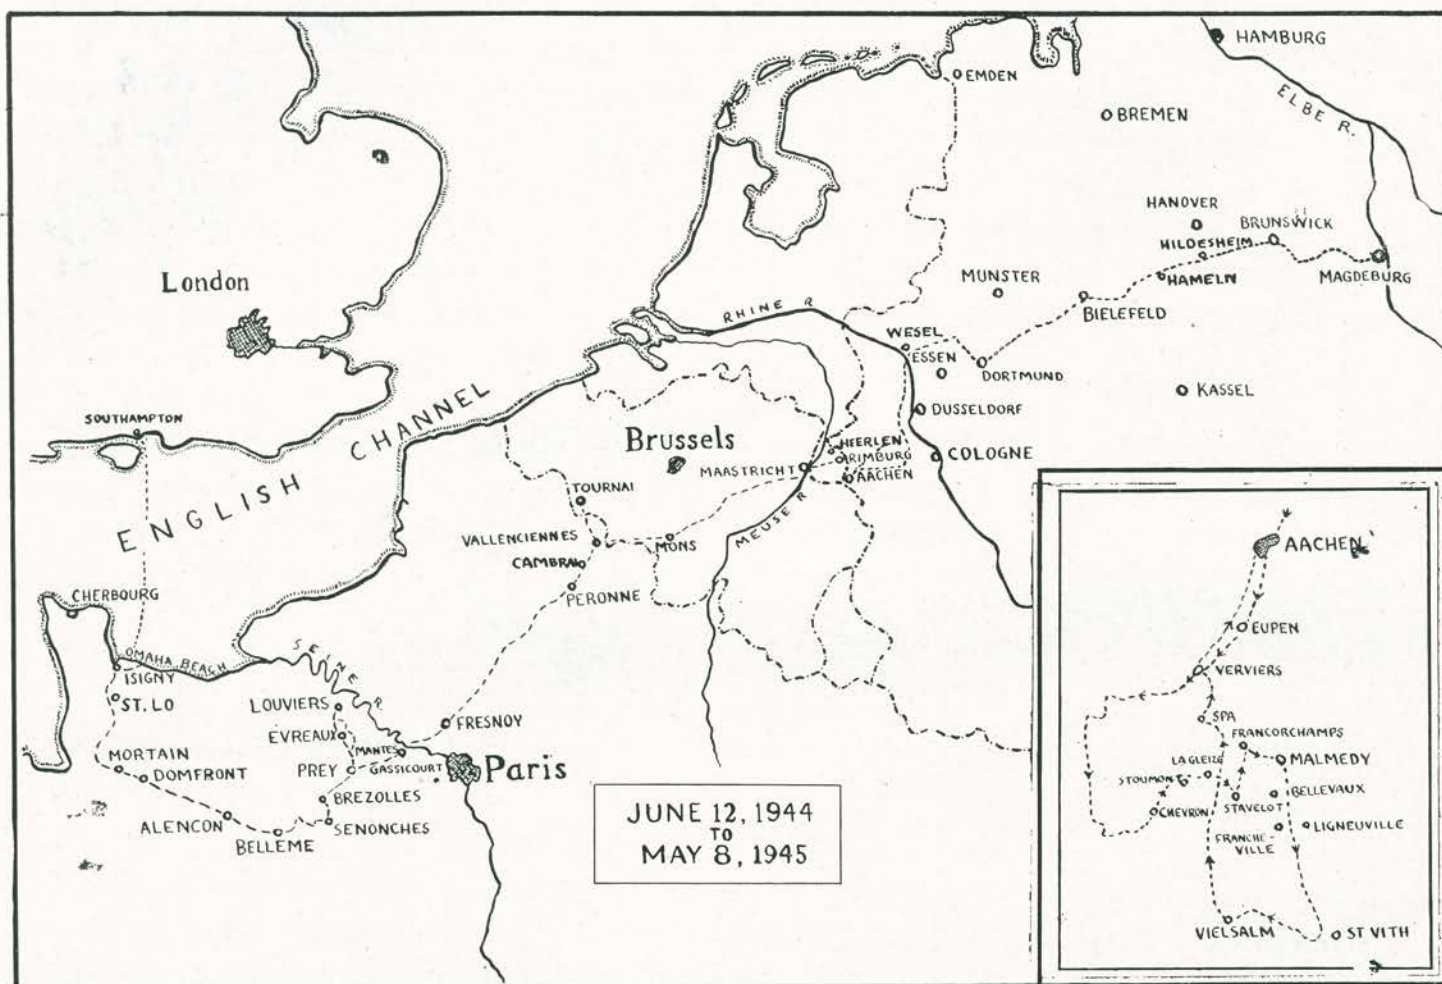 HAMBURG
ELBE R.
EMDEN
BREMEN
HANOVER
BRUNSWICK
HILDESHEIM
HAMELN
MAGDEBURG
London
MUNSTER
BIELEFELD
RHINE R
WESEL
ESSEN
DORTMUND
KASSEL
DUSSELDORF
SOUTHAMPTON
ENGLISH CHANNEL
Brussels
HEERLEN
RIMBURG
MAASTRICHT
AACHEN
COLOGNE
TOURNAI
MEUSE R
VALLENCIENNES
MONS
CAMBRAI
PERONNE
CHERBOURG
OMAHA BEACH
ISIGNY
ST. LO
SEINE R.
LOUVIERS
EVREAUX
FRESNOY
MANTES
GASSICOURT
Paris
MORTAIN
DOMFRONT
PREY
BREZOLLES
ALENCON
SENONCHES
BELLEME
JUNE 12, 1944
TO
MAY 8, 1945
AACHEN
EUPEN
VERVIERS
SPA
FRANCORCHAMPS
LA GLEIZE
MALMEDY
STOUMONT
BELLEVAUX
STAVELOT
CHEVRON
FRANCHE-
VILLE
LIGNEUVILLE
VIELSALM
ST VITH